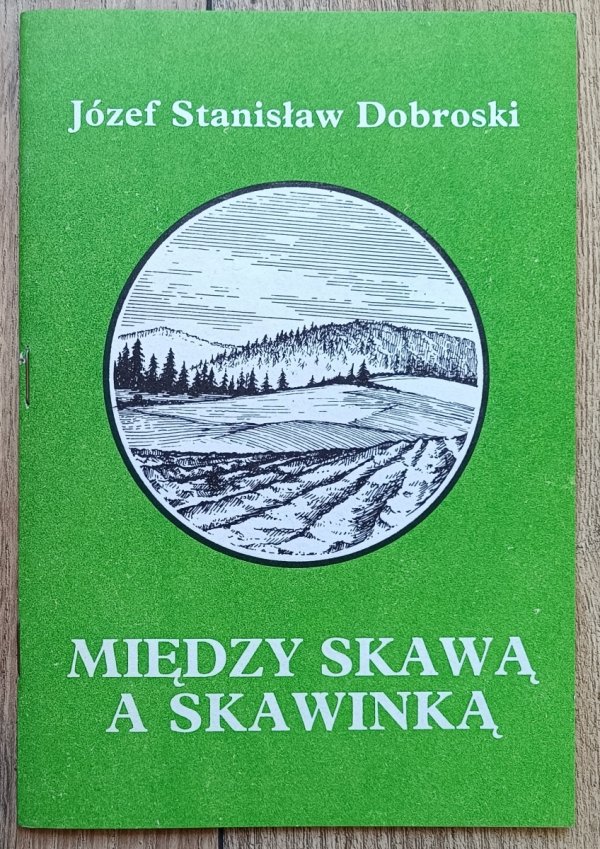 Józef Stanisław Dobroski
MIĘDZY SKAWĄ
A SKAWINKĄ